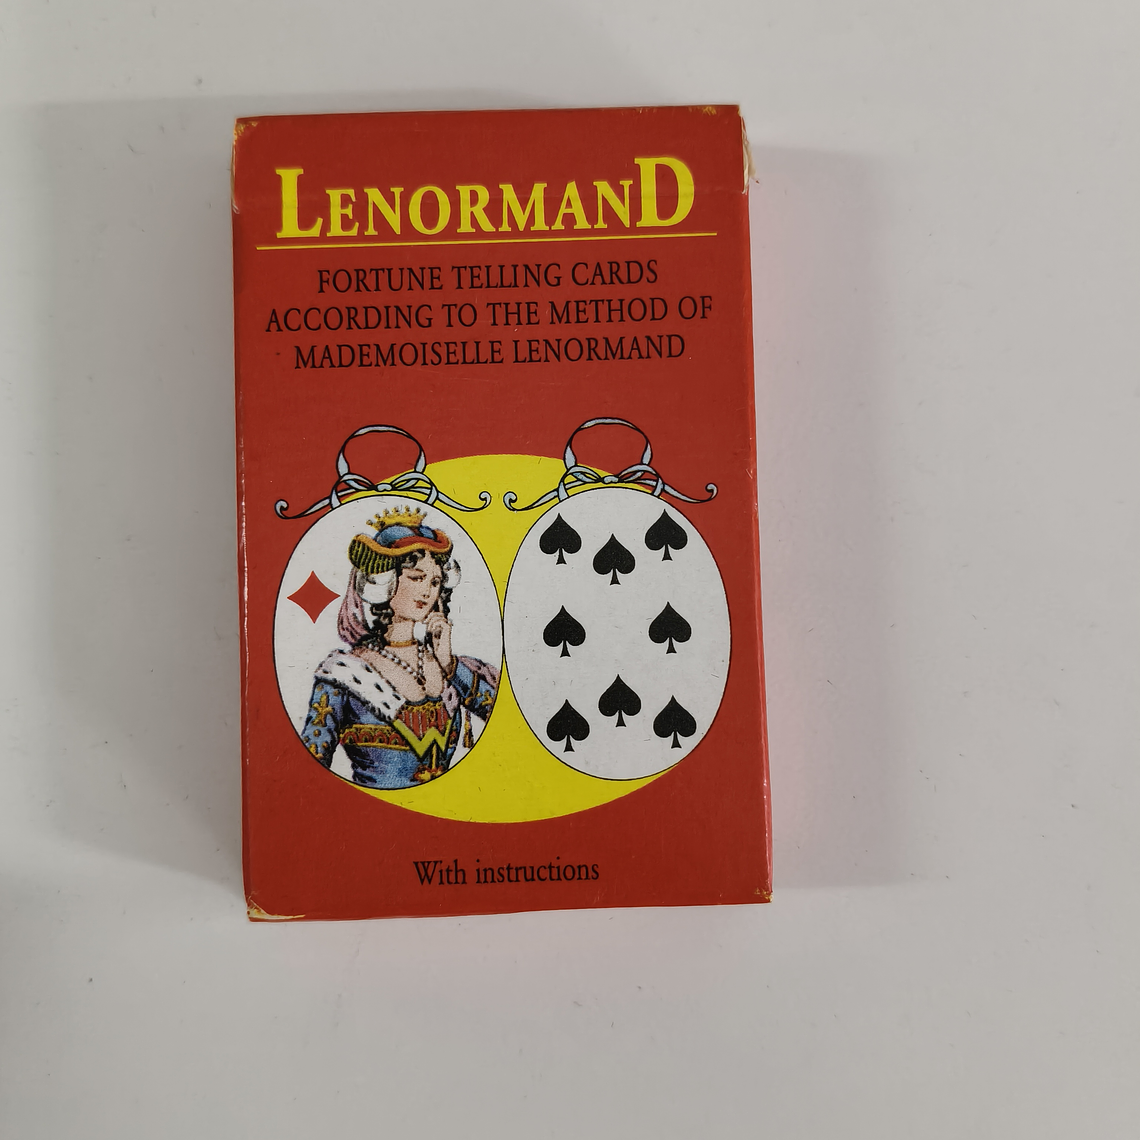 LENORMAND
FORTUNE TELLING CARDS
ACCORDING TO THE METHOD OF
MADEMOISELLE LENORMAND
W
With instructions